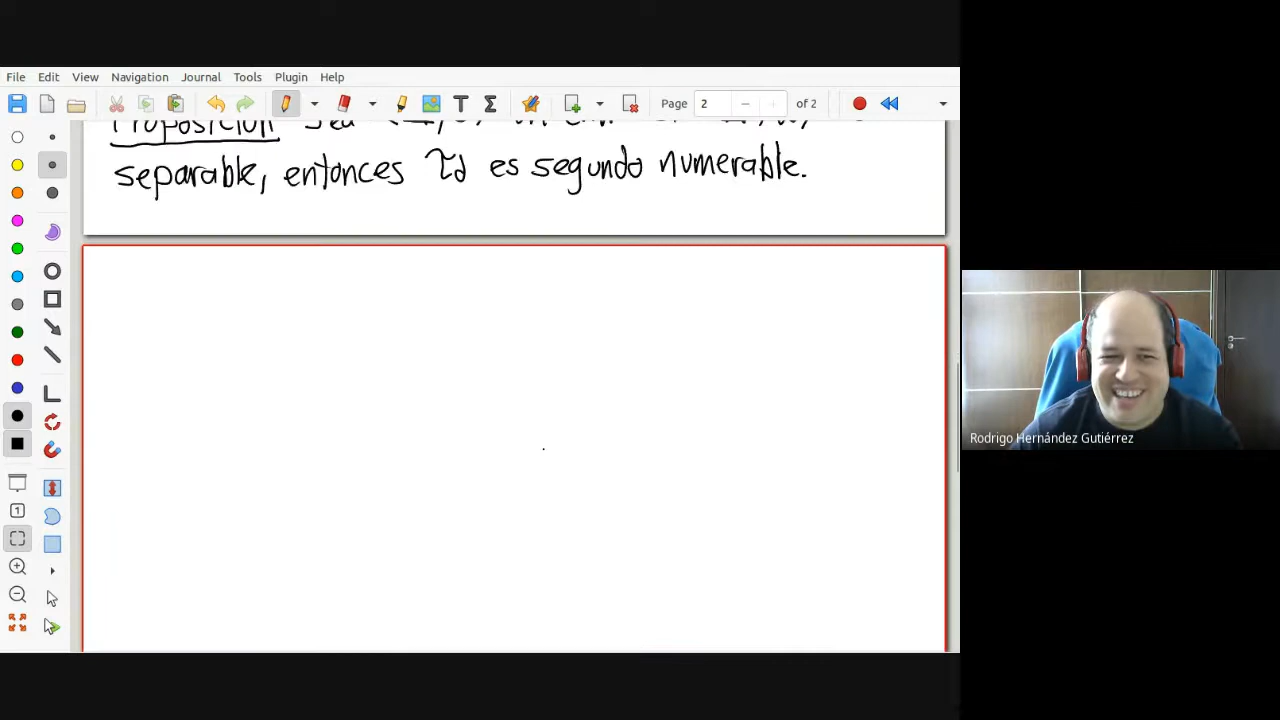 File Edit View Navigation Journal Tools Plugin Help
Page 2 of 2
Proposición Sea
separable, entonces τd es segundo numerable.
Rodrigo Hernández Gutiérrez